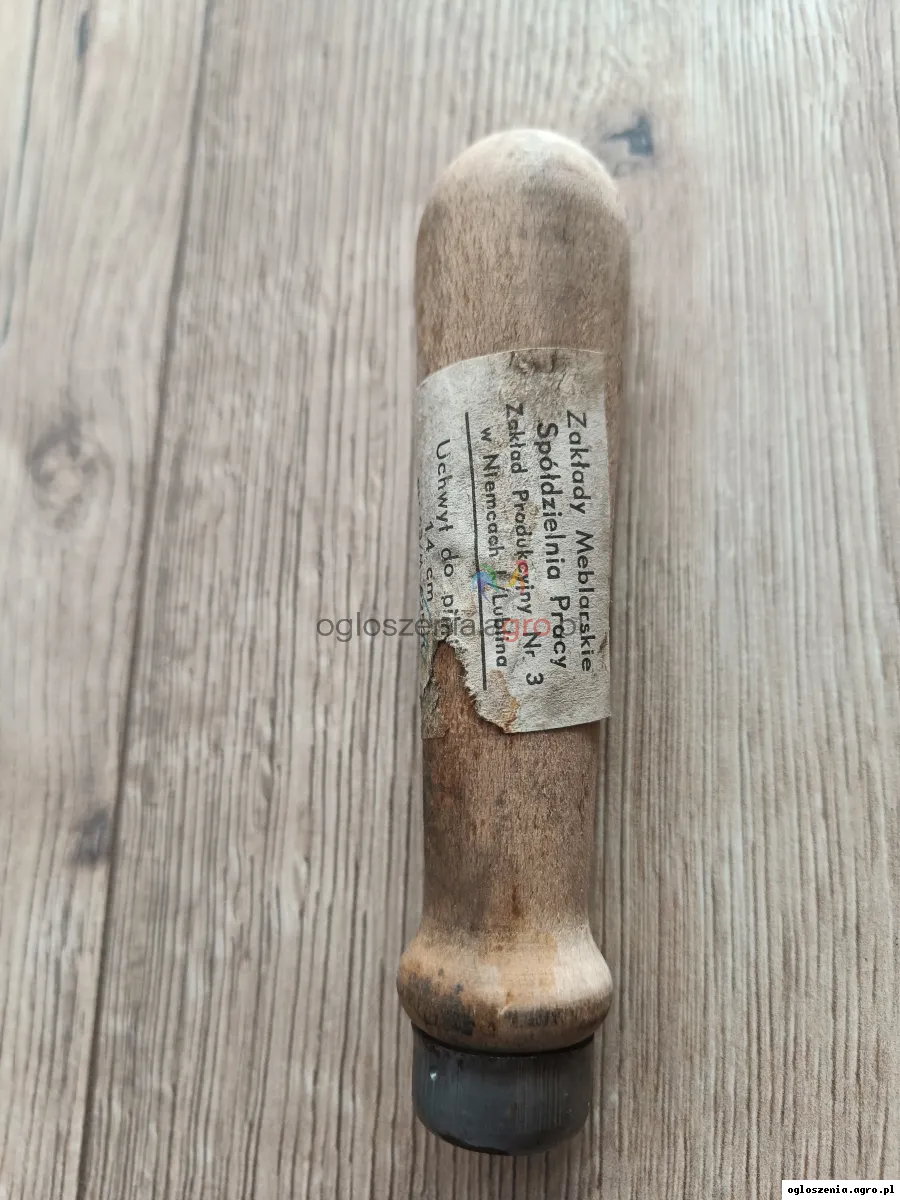 Zakłady Meblarskie
Spółdzielnia Pracy
Zakład Produkcyjny Nr. 3
w Niemcach k/Lublina
Uchwyt do
14 cm
ogloszenia.agro.pl
ogloszenia.agro.pl